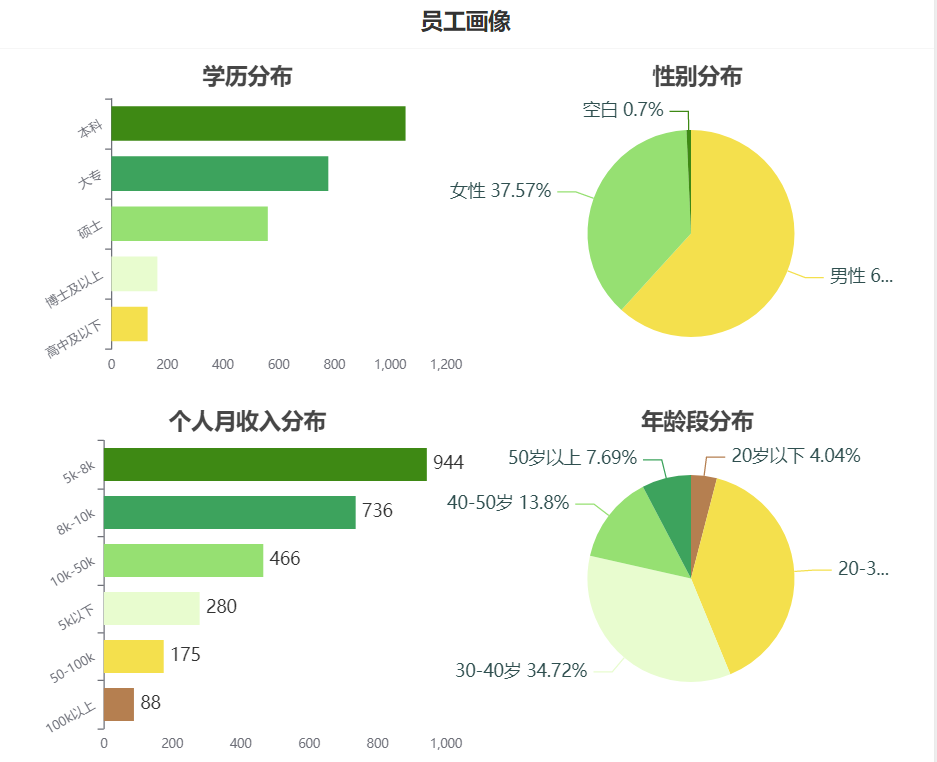 员工画像
学历分布
本科
大专
硕士
博士及以上
高中及以下
0 200 400 600 800 1,000 1,200
性别分布
空白 0.7%
女性 37.57%
男性 6...
个人月收入分布
5k-8k 944
8k-10k 736
10k-50k 466
5k以下 280
50-100k 175
100k以上 88
0 200 400 600 800 1,000
年龄段分布
50岁以上 7.69%
20岁以下 4.04%
40-50岁 13.8%
20-3...
30-40岁 34.72%